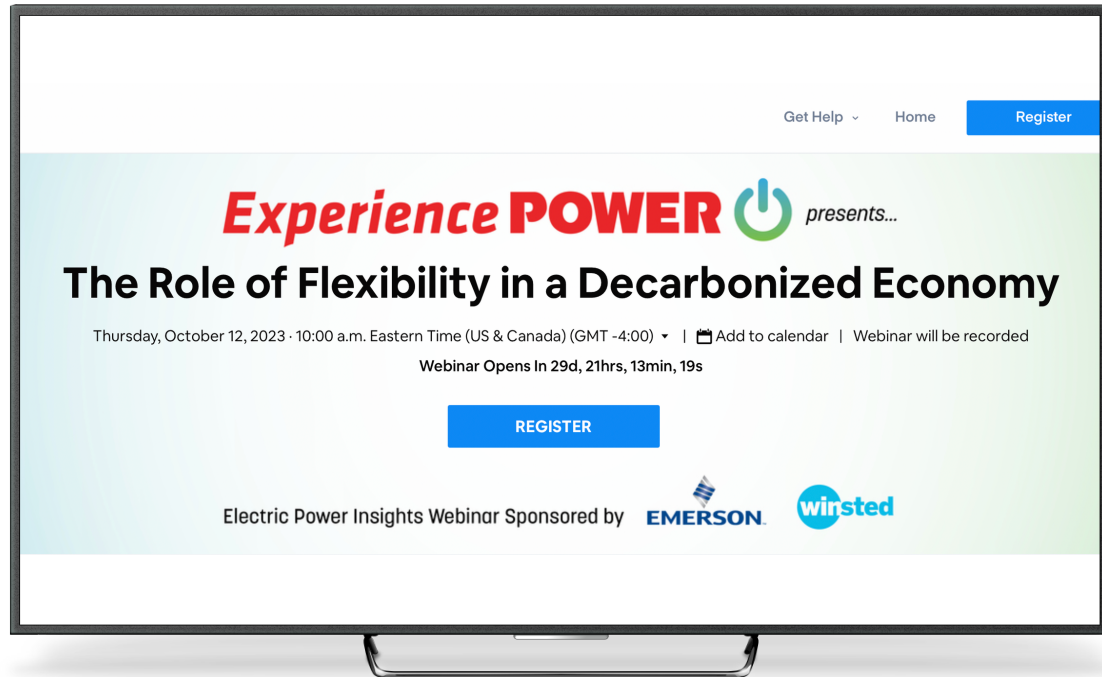 Get Help Home Register
Experience POWER presents...
The Role of Flexibility in a Decarbonized Economy
Thursday, October 12, 2023 · 10:00 a.m. Eastern Time (US & Canada) (GMT -4:00) | Add to calendar | Webinar will be recorded
Webinar Opens In 29d, 21hrs, 13min, 19s
REGISTER
Electric Power Insights Webinar Sponsored by EMERSON. winsted